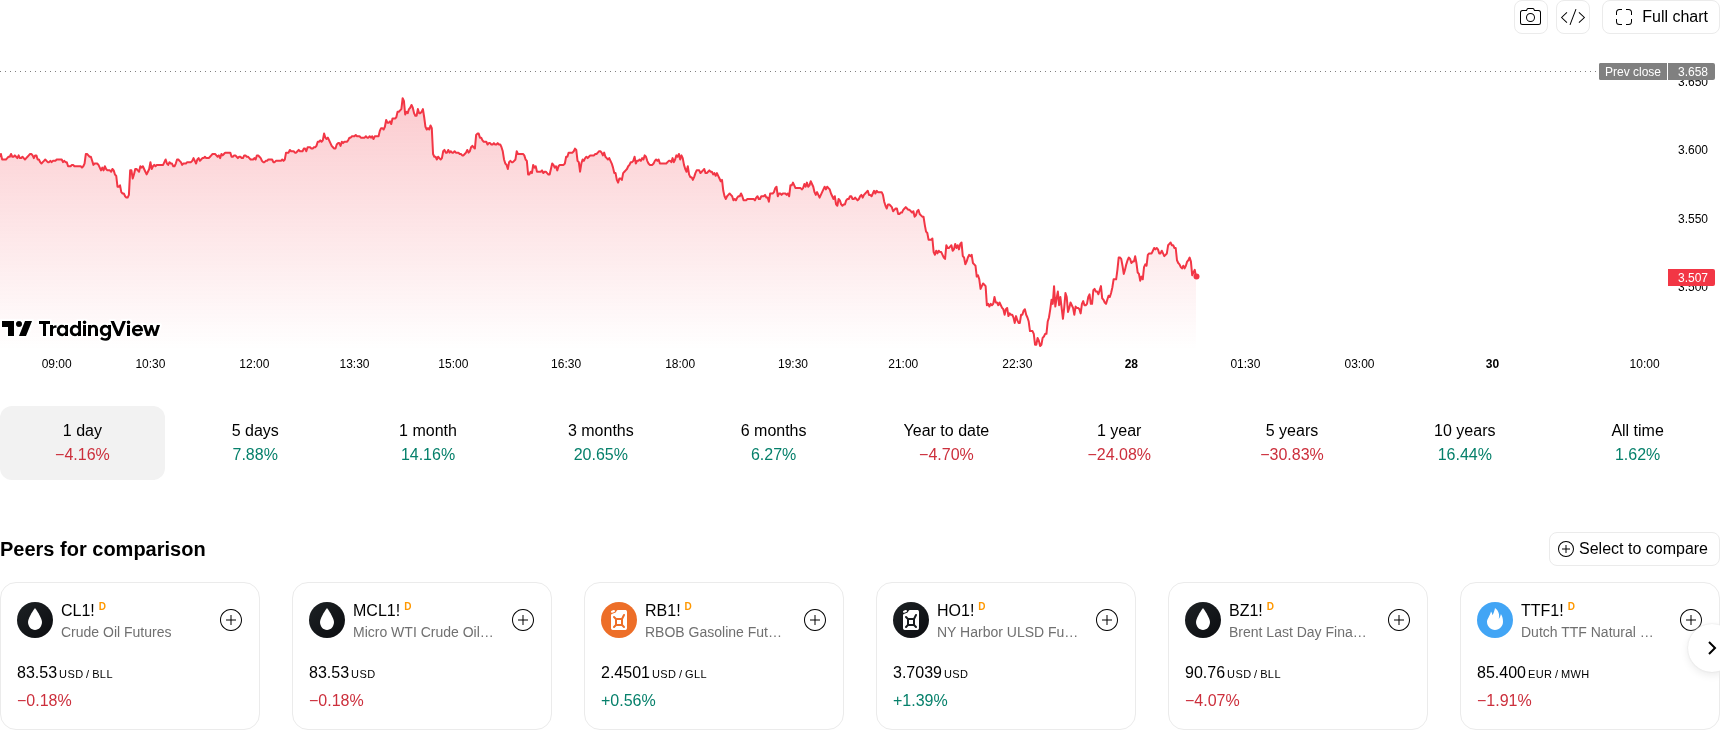 Full chart
Prev close 3.658
3.650
3.600
3.550
3.507
3.500
TradingView
09:00 10:30 12:00 13:30 15:00 16:30 18:00 19:30 21:00 22:30 28 01:30 03:00 30 10:00
1 day 5 days 1 month 3 months 6 months Year to date 1 year 5 years 10 years All time
−4.16% 7.88% 14.16% 20.65% 6.27% −4.70% −24.08% −30.83% 16.44% 1.62%
Peers for comparison
Select to compare
CL1! D MCL1! D RB1! D HO1! D BZ1! D TTF1! D
Crude Oil Futures Micro WTI Crude Oil… RBOB Gasoline Fut… NY Harbor ULSD Fu… Brent Last Day Fina… Dutch TTF Natural …
83.53 USD / BLL 83.53 USD 2.4501 USD / GLL 3.7039 USD 90.76 USD / BLL 85.400 EUR / MWH
−0.18% −0.18% +0.56% +1.39% −4.07% −1.91%